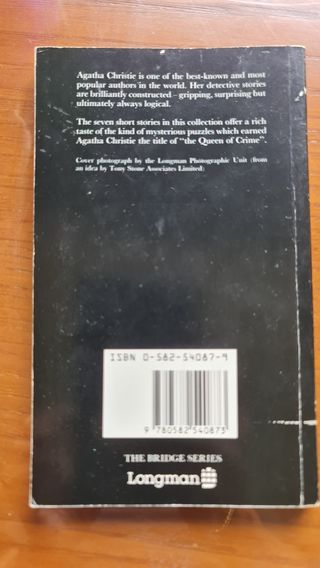 Agatha Christie is one of the best-known and most
popular authors in the world. Her detective stories
are brilliantly constructed – gripping, surprising but
ultimately always logical.
The seven short stories in this collection offer a rich
taste of the kind of mysterious puzzles which earned
Agatha Christie the title of "the Queen of Crime".
Cover photograph by the Longman Photographic Unit (from
an idea by Tony Stone Associates Limited)
ISBN 0-582-54087-9
9 780582 540873
THE BRIDGE SERIES
Longman